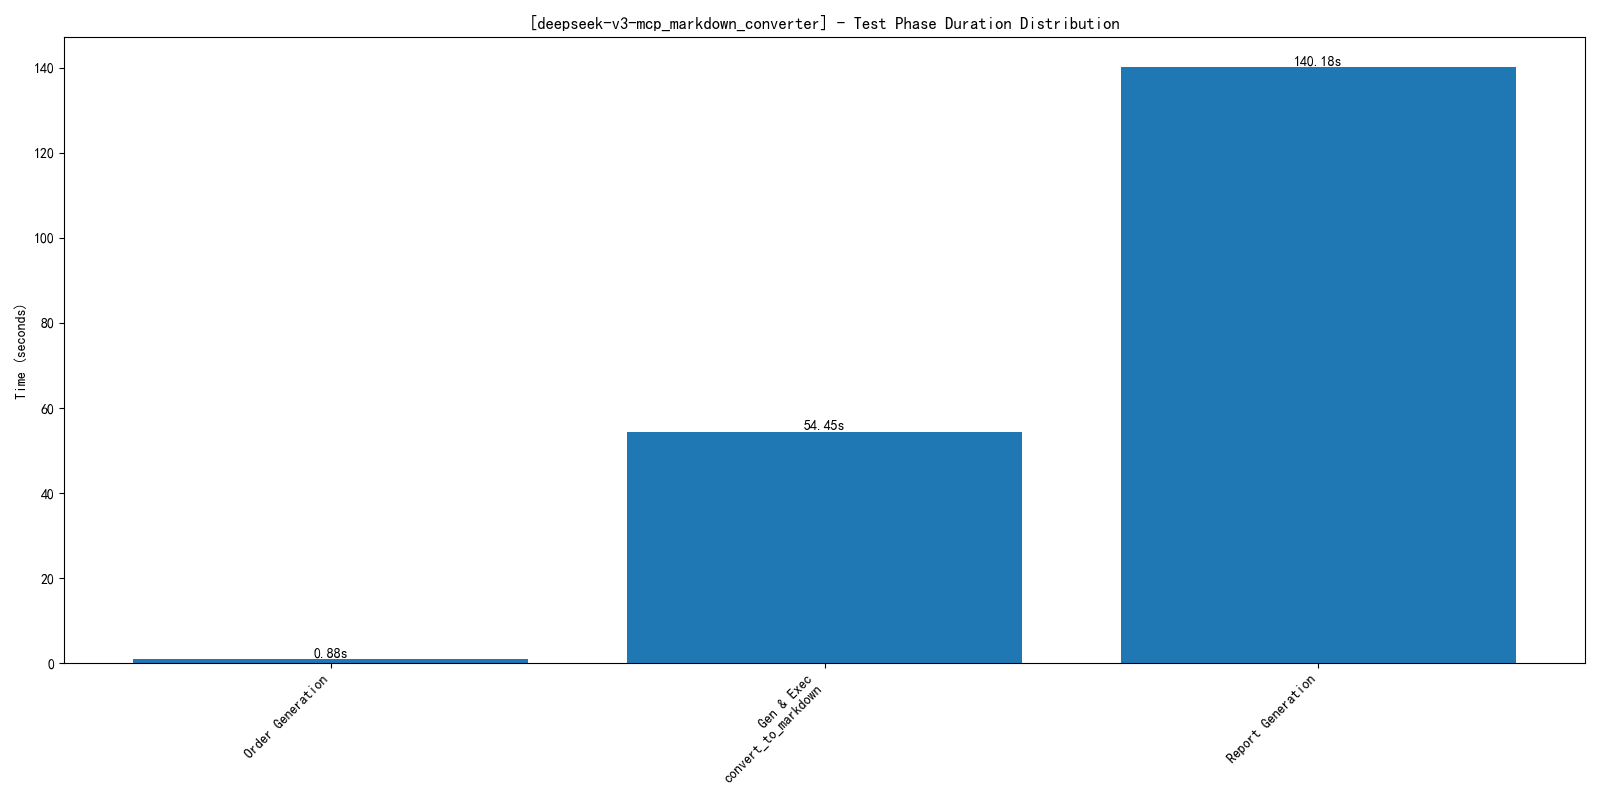 [deepseek-v3-mcp_markdown_converter] - Test Phase Duration Distribution
Time (seconds)
140
120
100
80
60
40
20
0
0.88s
54.45s
140.18s
Order Generation
Gen & Exec
convert_to_markdown
Report Generation